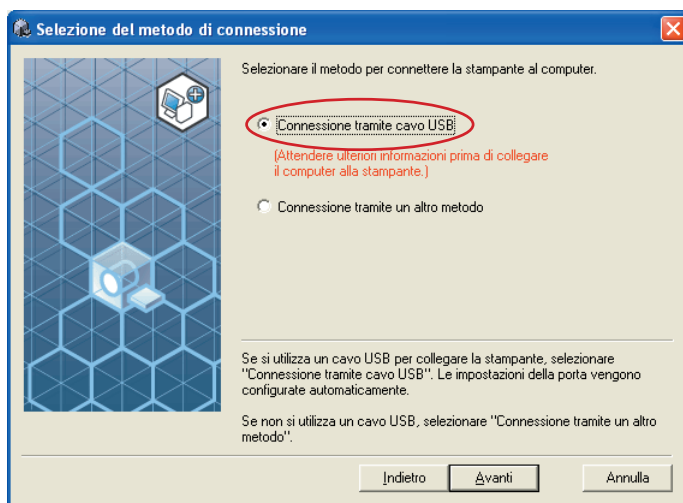 Selezione del metodo di connessione
Selezionare il metodo per connettere la stampante al computer.
Connessione tramite cavo USB
(Attendere ulteriori informazioni prima di collegare
il computer alla stampante.)
Connessione tramite un altro metodo
Se si utilizza un cavo USB per collegare la stampante, selezionare
"Connessione tramite cavo USB". Le impostazioni della porta vengono
configurate automaticamente.
Se non si utilizza un cavo USB, selezionare "Connessione tramite un altro
metodo".
Indietro
Avanti
Annulla